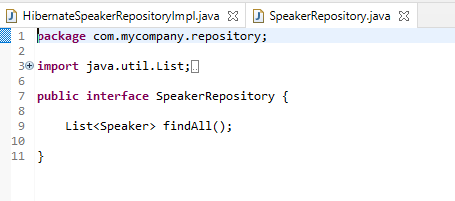 HibernateSpeakerRepositoryImpl.java SpeakerRepository.java
1 package com.mycompany.repository;
2
3 import java.util.List;
6
7 public interface SpeakerRepository {
8
9 List<Speaker> findAll();
10
11 }